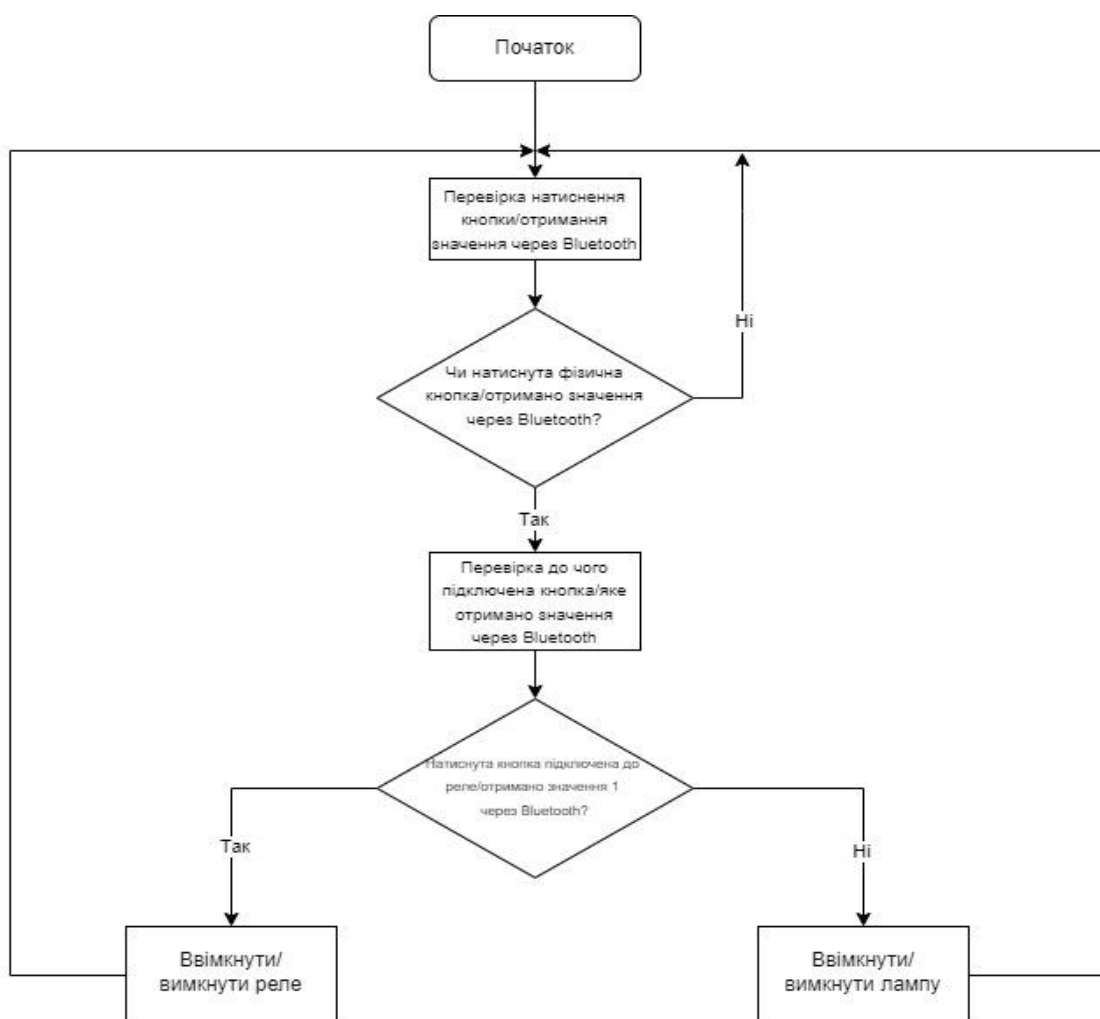 Початок
Перевірка натиснення
кнопки/отримання
значення через Bluetooth
Ні
Чи натиснута фізична
кнопка/отримано значення
через Bluetooth?
Так
Перевірка до чого
підключена кнопка/яке
отримано значення
через Bluetooth
Натиснута кнопка підключена до
реле/отримано значення 1
через Bluetooth?
Так
Ні
Ввімкнути/
вимкнути реле
Ввімкнути/
вимкнути лампу